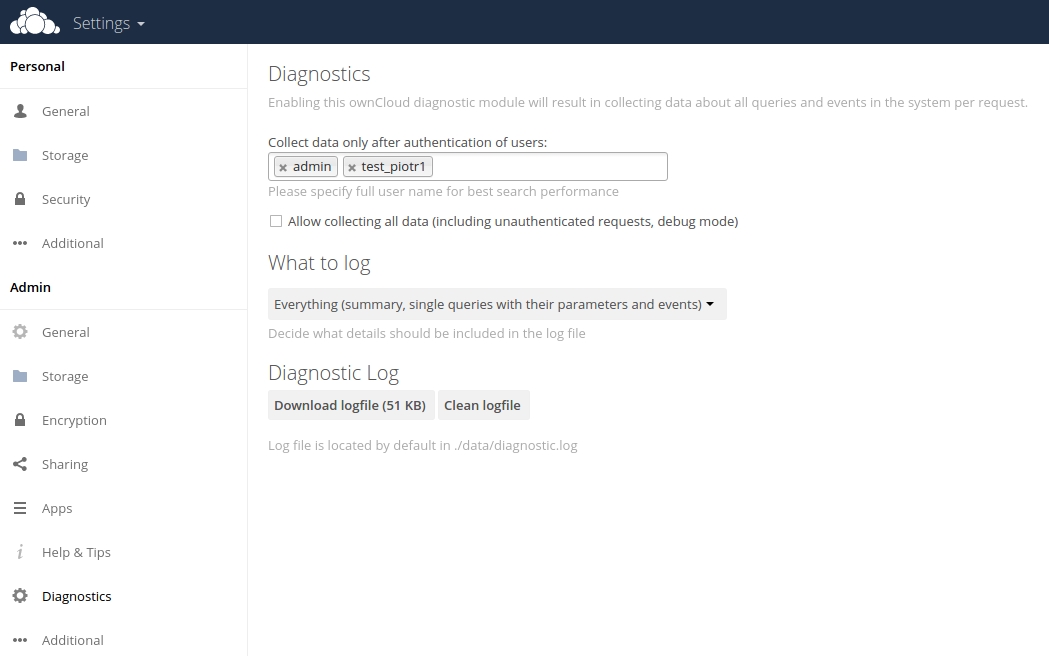 Settings
Personal
General
Storage
Security
Additional
Admin
General
Storage
Encryption
Sharing
Apps
Help & Tips
Diagnostics
Additional
Diagnostics
Enabling this ownCloud diagnostic module will result in collecting data about all queries and events in the system per request.
Collect data only after authentication of users:
admin test_piotr1
Please specify full user name for best search performance
Allow collecting all data (including unauthenticated requests, debug mode)
What to log
Everything (summary, single queries with their parameters and events)
Decide what details should be included in the log file
Diagnostic Log
Download logfile (51 KB) Clean logfile
Log file is located by default in ./data/diagnostic.log